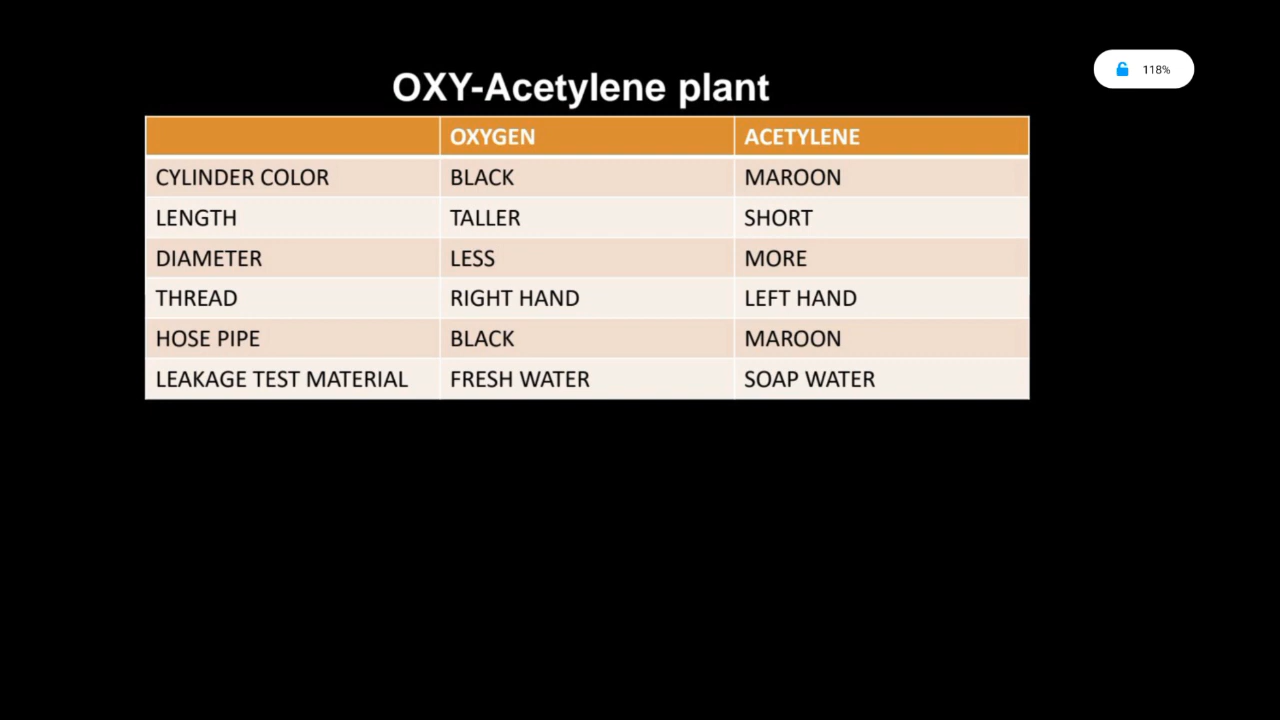 118%
OXY-Acetylene plant
OXYGEN ACETYLENE
CYLINDER COLOR BLACK MAROON
LENGTH TALLER SHORT
DIAMETER LESS MORE
THREAD RIGHT HAND LEFT HAND
HOSE PIPE BLACK MAROON
LEAKAGE TEST MATERIAL FRESH WATER SOAP WATER